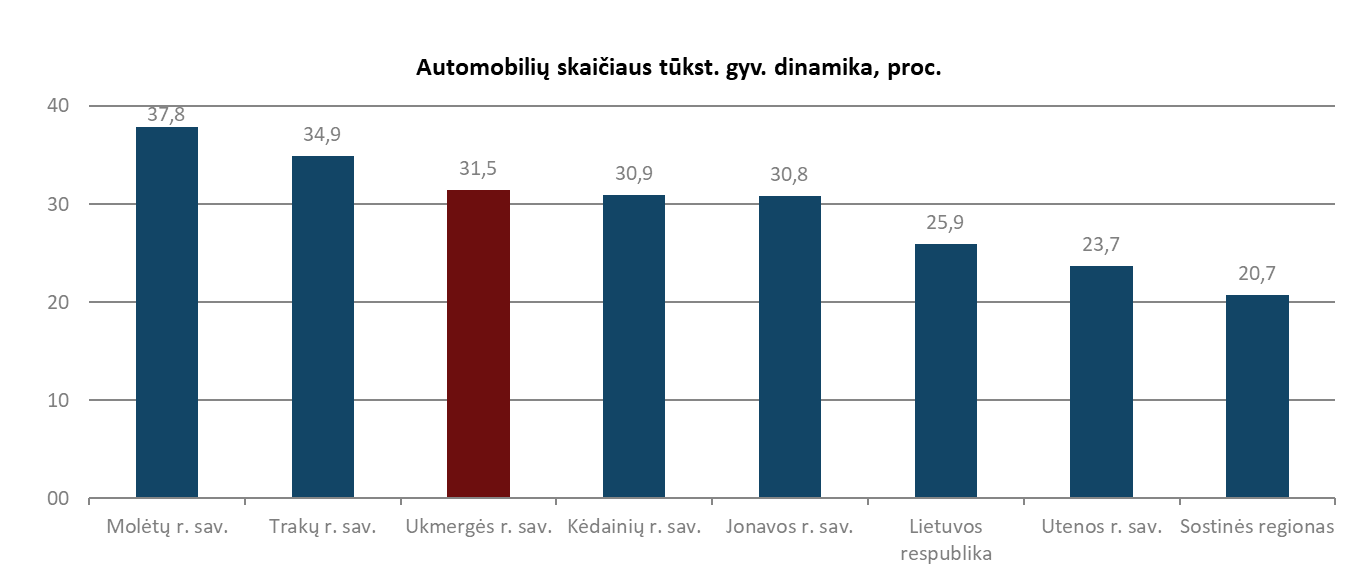 Automobilių skaičiaus tūkst. gyv. dinamika, proc.
40
30
20
10
00
37,8
34,9
31,5
30,9
30,8
25,9
23,7
20,7
Molėtų r. sav.
Trakų r. sav.
Ukmergės r. sav.
Kėdainių r. sav.
Jonavos r. sav.
Lietuvos
respublika
Utenos r. sav.
Sostinės regionas